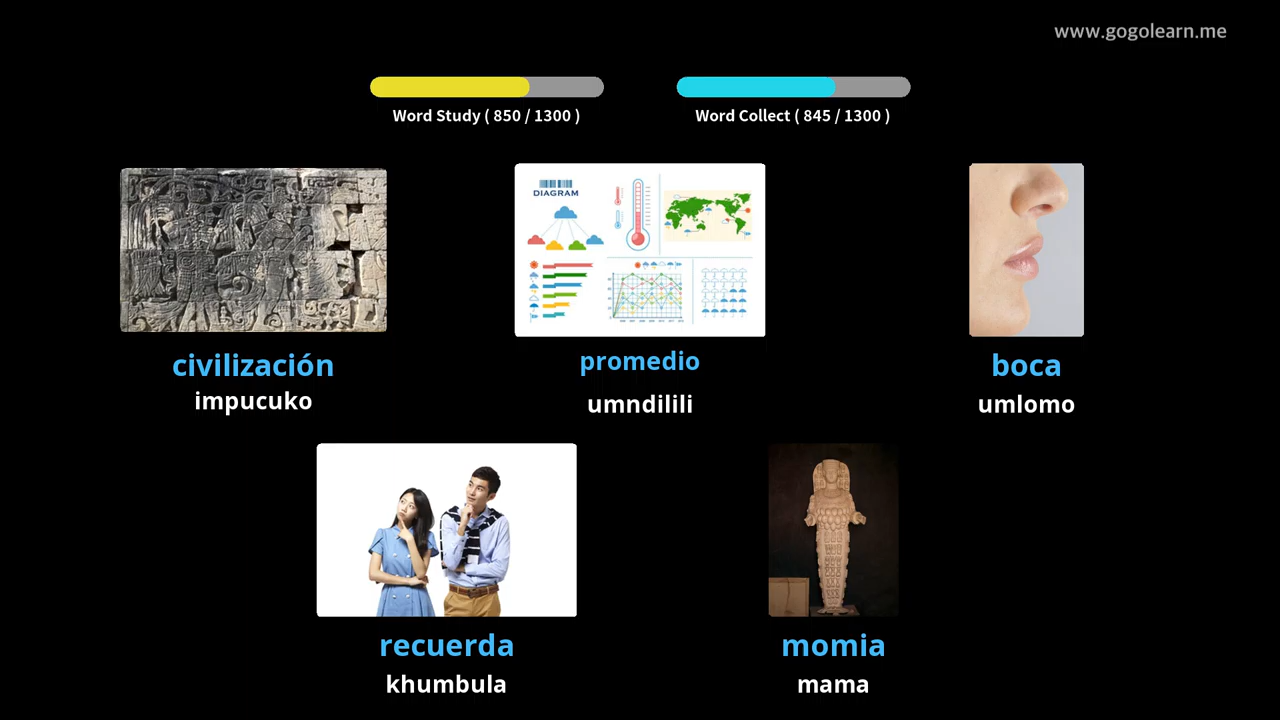 www.gogolearn.me
Word Study ( 850 / 1300 )
Word Collect ( 845 / 1300 )
DIAGRAM
civilización
impucuko
promedio
umndilili
boca
umlomo
recuerda
khumbula
momia
mama